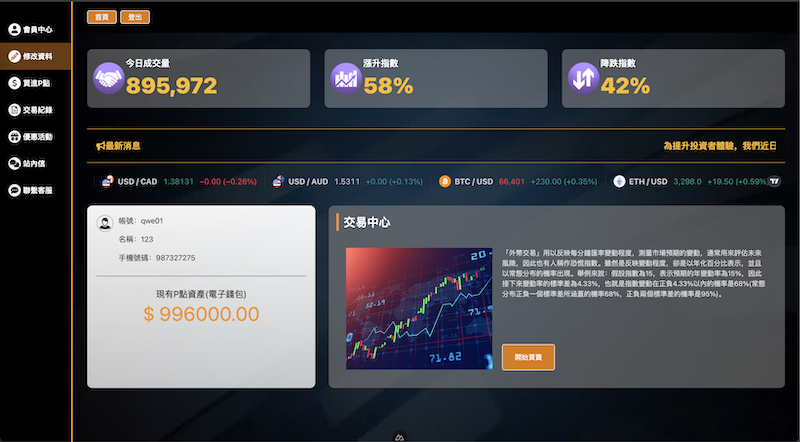 首頁 登出
會員中心
修改資料
買進P點
交易紀錄
優惠活動
站內信
聯繫客服
今日成交量
895,972
漲升指數
58%
降跌指數
42%
最新消息
為提升投資者體驗，我們近日
USD / CAD 1.38131 −0.00 (−0.26%)
USD / AUD 1.5311 +0.00 (+0.13%)
BTC / USD 66,401 +230.00 (+0.35%)
ETH / USD 3,298.0 +19.50 (+0.59%)
帳號：qwe01
名稱：123
手機號碼：987327275
現有P點資產(電子錢包)
$ 996000.00
交易中心
20
52.19
71.82
「外幣交易」用以反映每分鐘匯率變動程度，測量市場預期的變動，通常用來評估未來
風險，因此也有人稱作恐慌指數。雖然是反映變動程度，卻是以年化百分比表示，並且
以常態分布的機率出現。舉例來說：假設指數為15，表示預期的年變動率為15%，因此
接下來變動率的標準差為4.33%，也就是指數變動在正負4.33%以內的機率是68%(常態
分布正負一個標準差所涵蓋的機率68%，正負兩個標準差的機率是95%)。
開始買賣